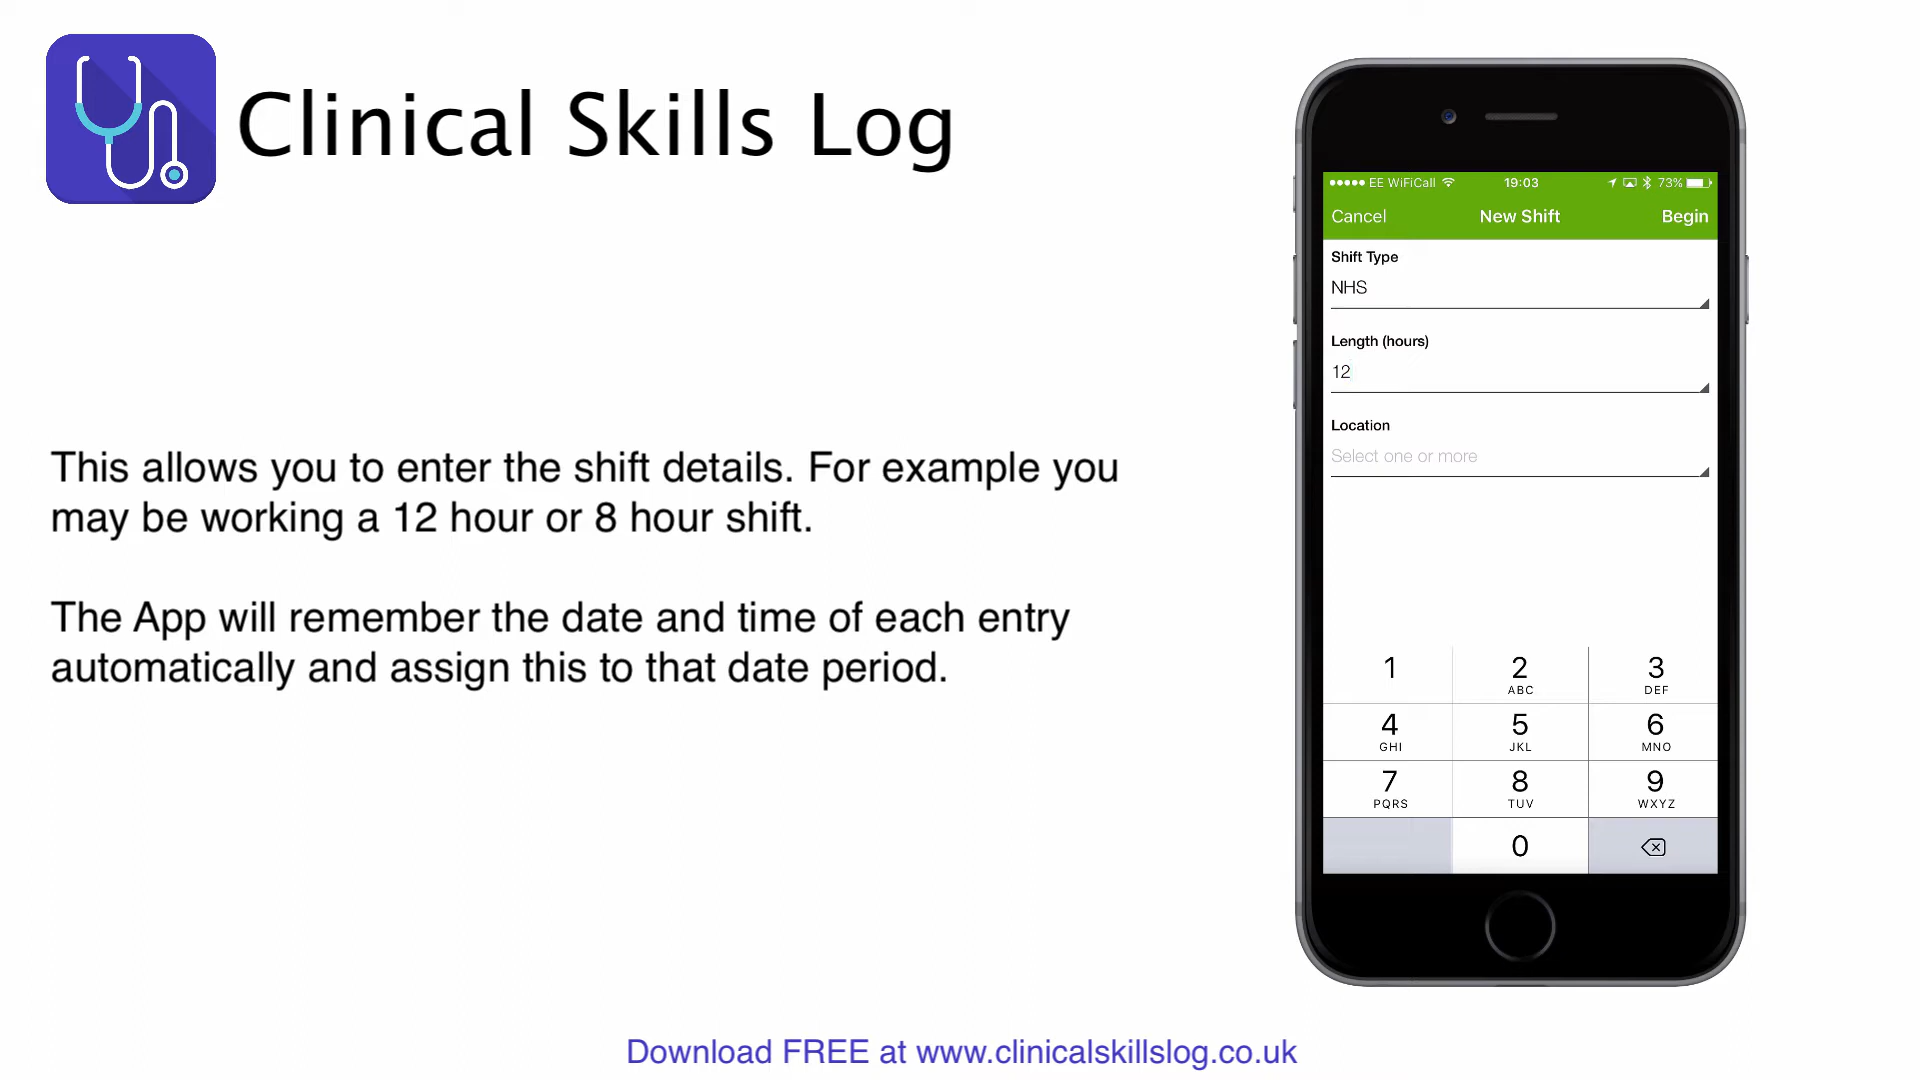 Clinical Skills Log
This allows you to enter the shift details. For example you
may be working a 12 hour or 8 hour shift.
The App will remember the date and time of each entry
automatically and assign this to that date period.
EE WiFiCall 19:03 73%
Cancel New Shift Begin
Shift Type
NHS
Length (hours)
12
Location
Select one or more
1 2 3
ABC DEF
4 5 6
GHI JKL MNO
7 8 9
PQRS TUV WXYZ
0
Download FREE at www.clinicalskillslog.co.uk